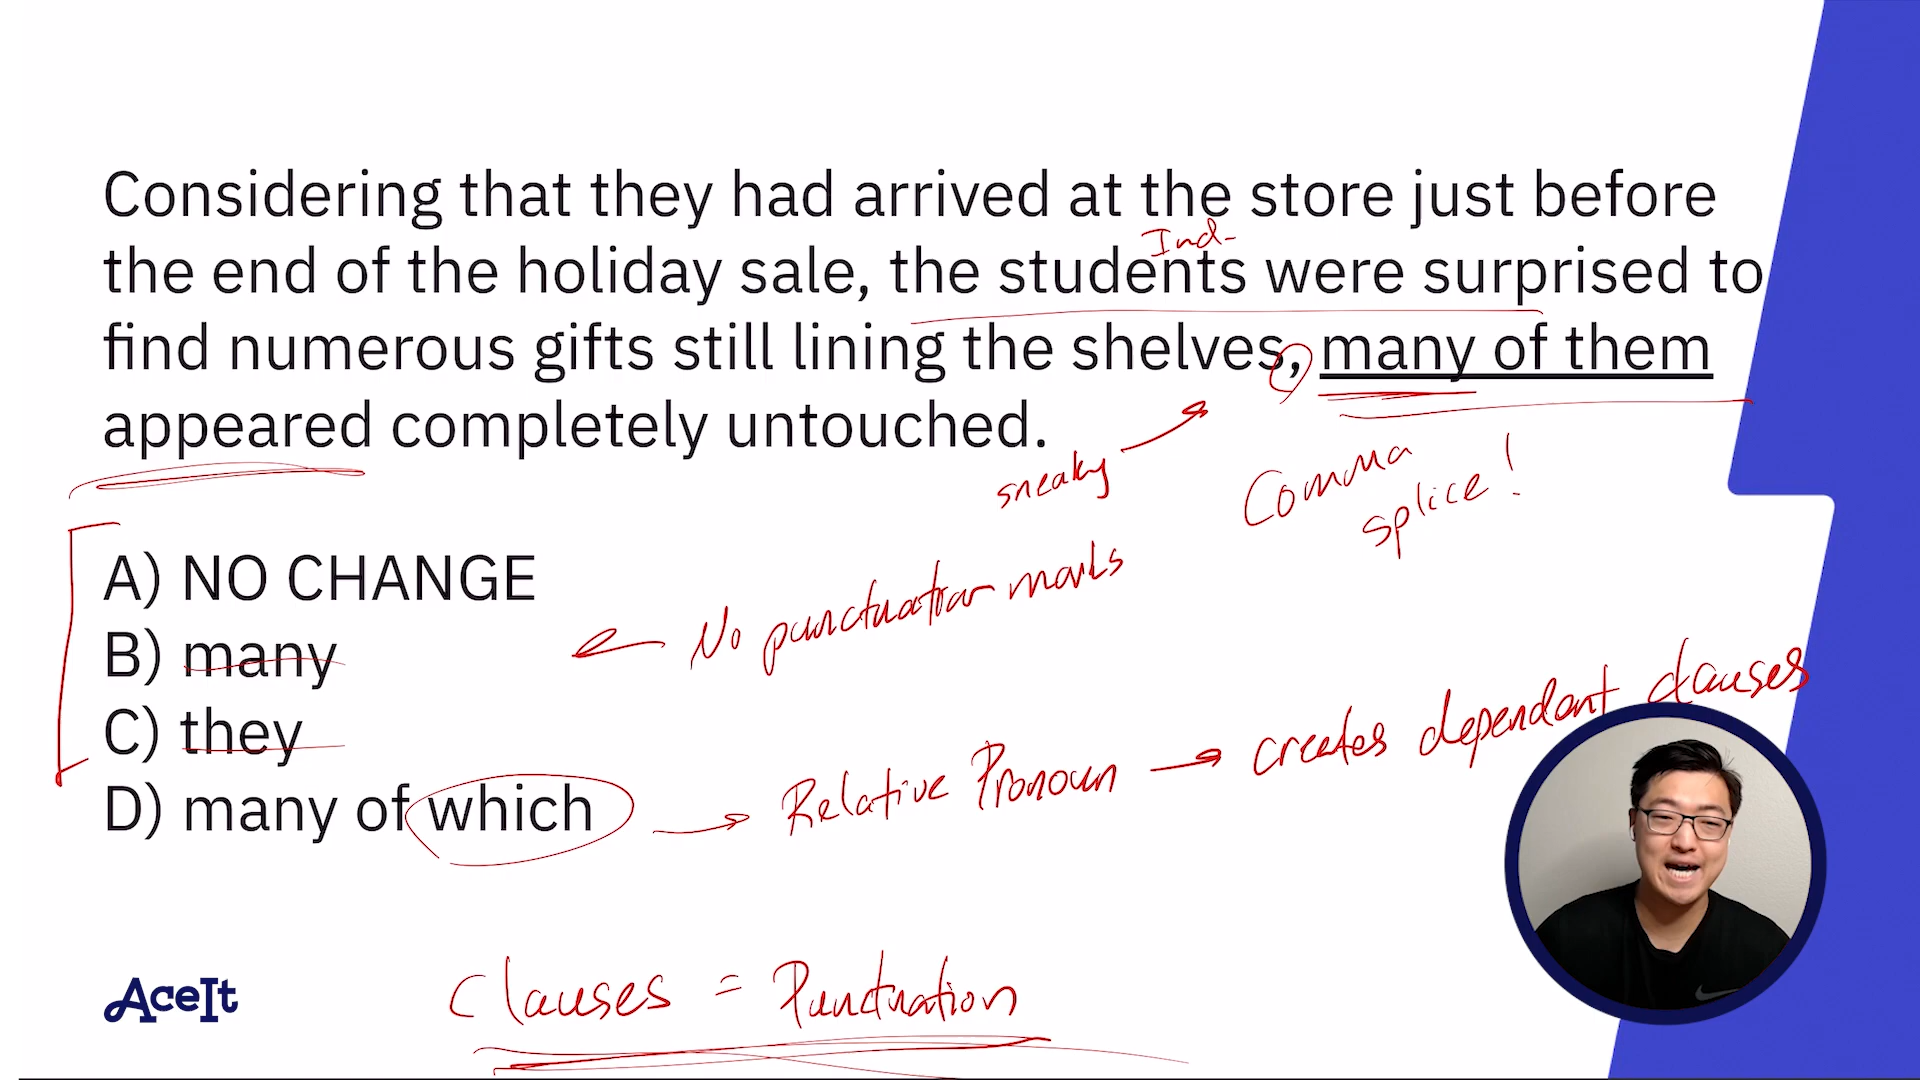 Considering that they had arrived at the store just before
Ind-
the end of the holiday sale, the students were surprised to
find numerous gifts still lining the shelves, many of them
appeared completely untouched.
sneaky
Comma
splice!
A) NO CHANGE
No punctuation marks
B) many
C) they
creates dependent clauses
Relative Pronoun
D) many of which
AceIt
clauses = Punctuation